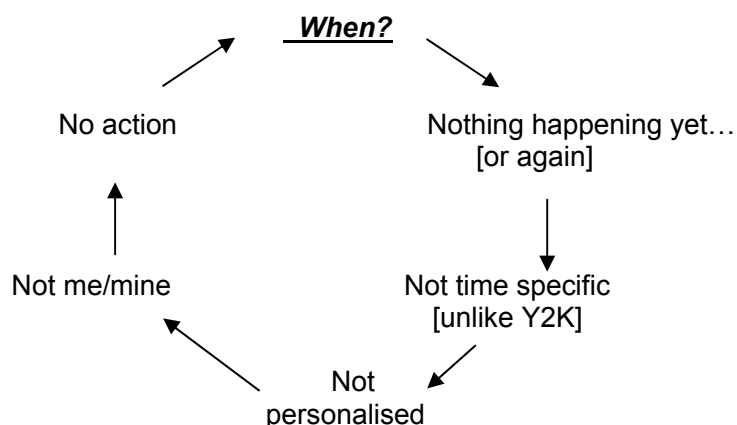 When?
No action
Nothing happening yet…
[or again]
Not me/mine
Not time specific
[unlike Y2K]
Not
personalised